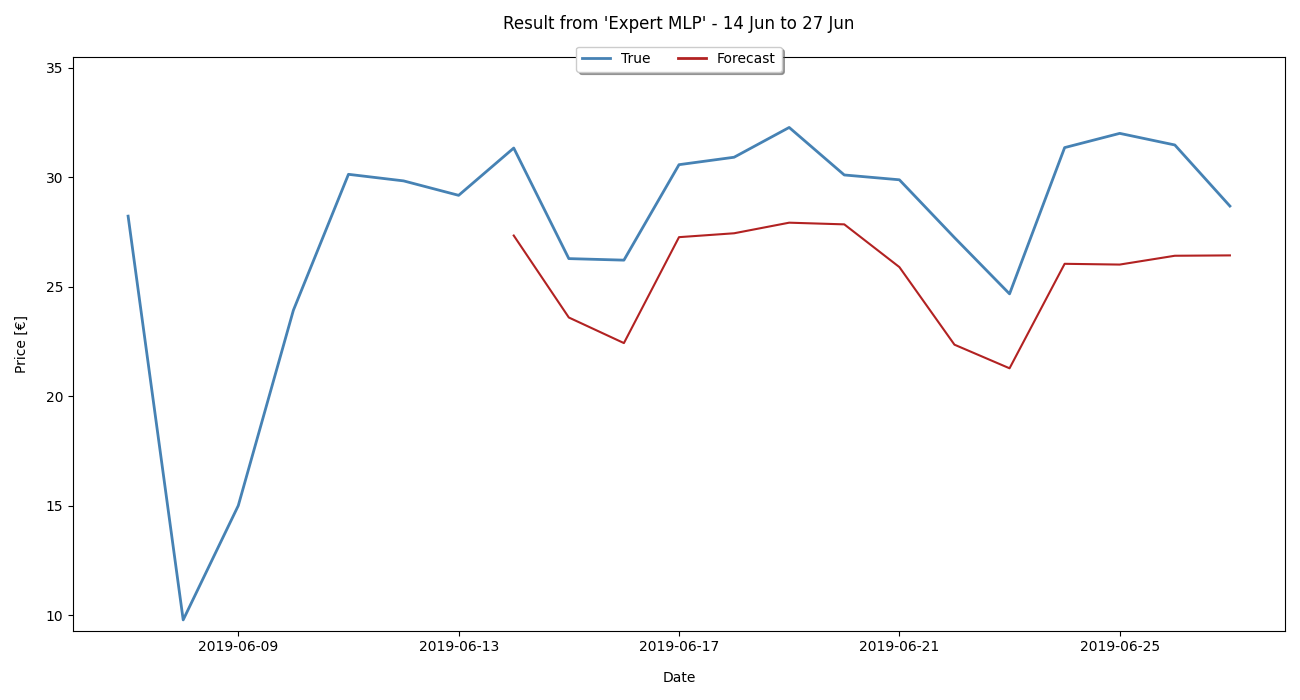 Result from 'Expert MLP' - 14 Jun to 27 Jun
True Forecast
35
30
25
20
15
10
Price [€]
2019-06-09 2019-06-13 2019-06-17 2019-06-21 2019-06-25
Date